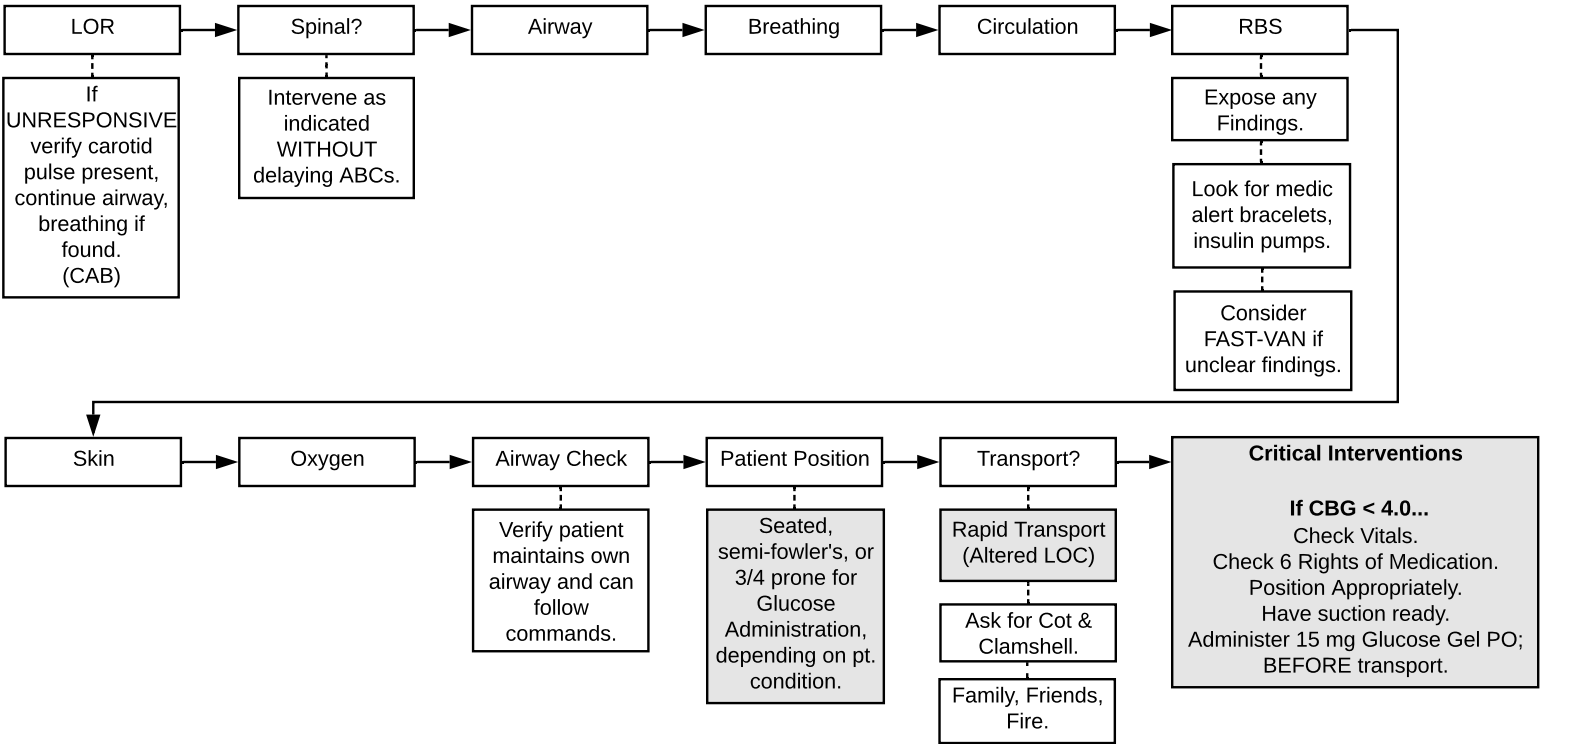 LOR
Spinal?
Airway
Breathing
Circulation
RBS
If
UNRESPONSIVE
verify carotid
pulse present,
continue airway,
breathing if
found.
(CAB)
Intervene as
indicated
WITHOUT
delaying ABCs.
Expose any
Findings.
Look for medic
alert bracelets,
insulin pumps.
Consider
FAST-VAN if
unclear findings.
Skin
Oxygen
Airway Check
Patient Position
Transport?
Verify patient
maintains own
airway and can
follow
commands.
Seated,
semi-fowler's, or
3/4 prone for
Glucose
Administration,
depending on pt.
condition.
Rapid Transport
(Altered LOC)
Ask for Cot &
Clamshell.
Family, Friends,
Fire.
Critical Interventions
If CBG < 4.0...
Check Vitals.
Check 6 Rights of Medication.
Position Appropriately.
Have suction ready.
Administer 15 mg Glucose Gel PO;
BEFORE transport.